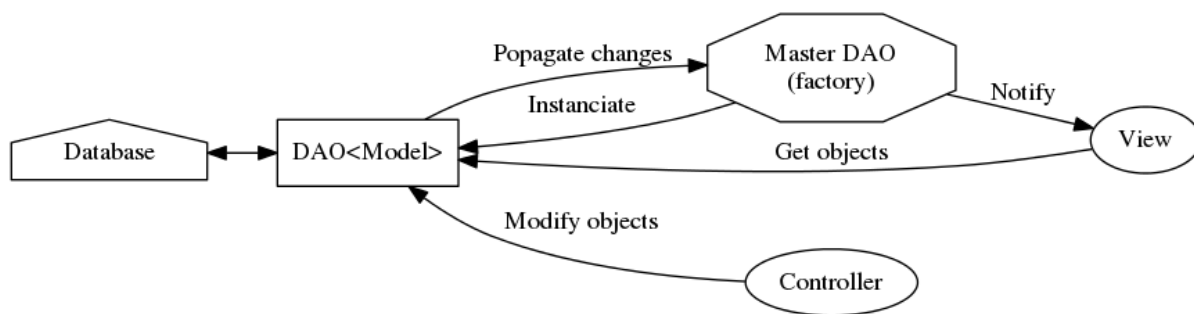 Popagate changes
Master DAO
(factory)
Instanciate
Notify
Database
DAO<Model>
Get objects
View
Modify objects
Controller